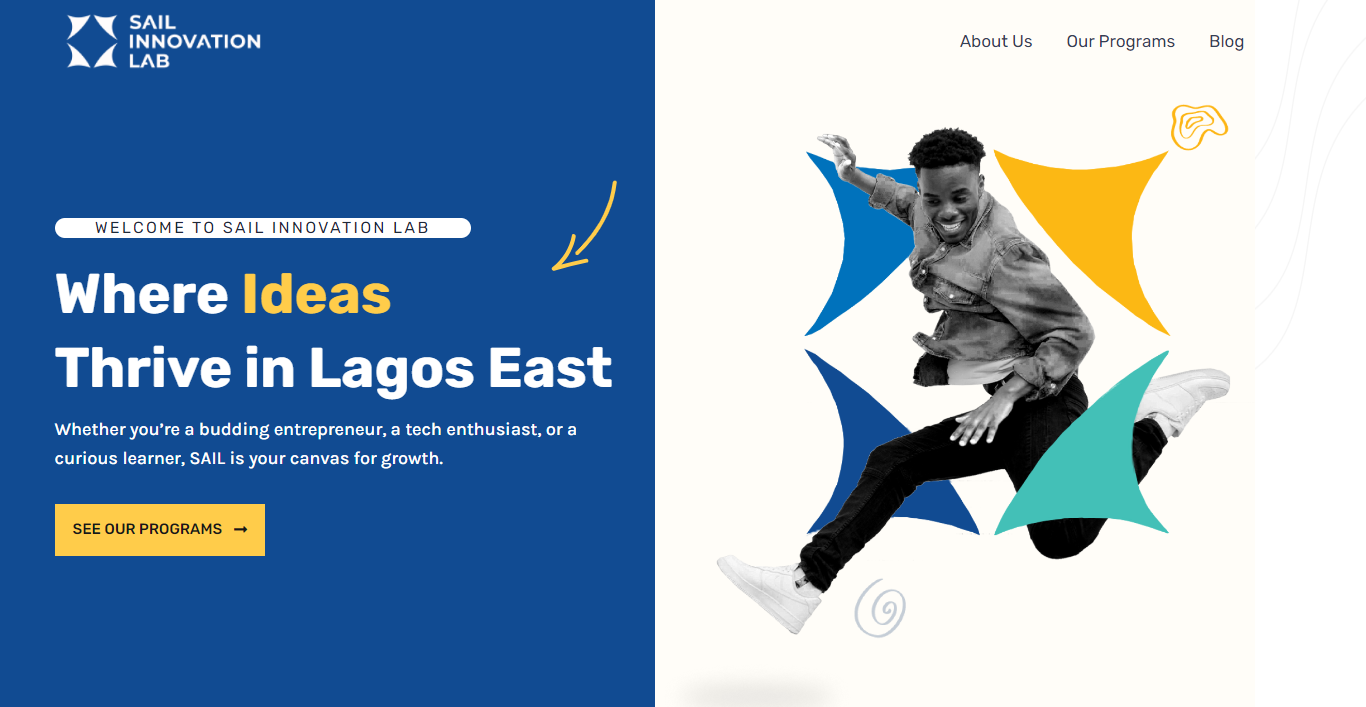 SAIL
INNOVATION
LAB
About Us
Our Programs
Blog
WELCOME TO SAIL INNOVATION LAB
Where Ideas
Thrive in Lagos East
Whether you’re a budding entrepreneur, a tech enthusiast, or a
curious learner, SAIL is your canvas for growth.
SEE OUR PROGRAMS →